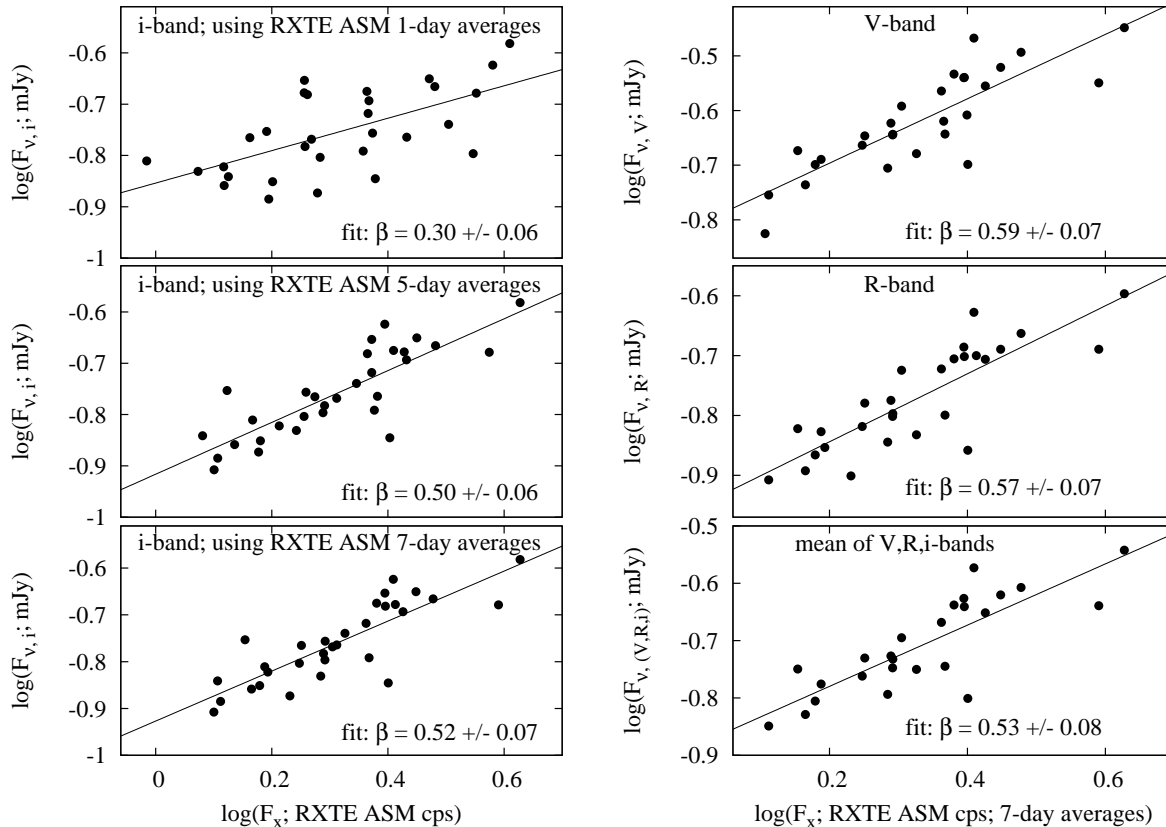 i-band; using RXTE ASM 1-day averages
-0.6
-0.7
-0.8
-0.9
-1
log(Fν, i; mJy)
fit: β = 0.30 +/- 0.06
i-band; using RXTE ASM 5-day averages
-0.6
-0.7
-0.8
-0.9
-1
log(Fν, i; mJy)
fit: β = 0.50 +/- 0.06
i-band; using RXTE ASM 7-day averages
-0.6
-0.7
-0.8
-0.9
-1
log(Fν, i; mJy)
fit: β = 0.52 +/- 0.07
0 0.2 0.4 0.6
log(Fx; RXTE ASM cps)
V-band
-0.5
-0.6
-0.7
-0.8
log(Fν, V; mJy)
fit: β = 0.59 +/- 0.07
R-band
-0.6
-0.7
-0.8
-0.9
log(Fν, R; mJy)
fit: β = 0.57 +/- 0.07
mean of V,R,i-bands
-0.5
-0.6
-0.7
-0.8
-0.9
log(Fν, (V,R,i); mJy)
fit: β = 0.53 +/- 0.08
0.2 0.4 0.6
log(Fx; RXTE ASM cps; 7-day averages)